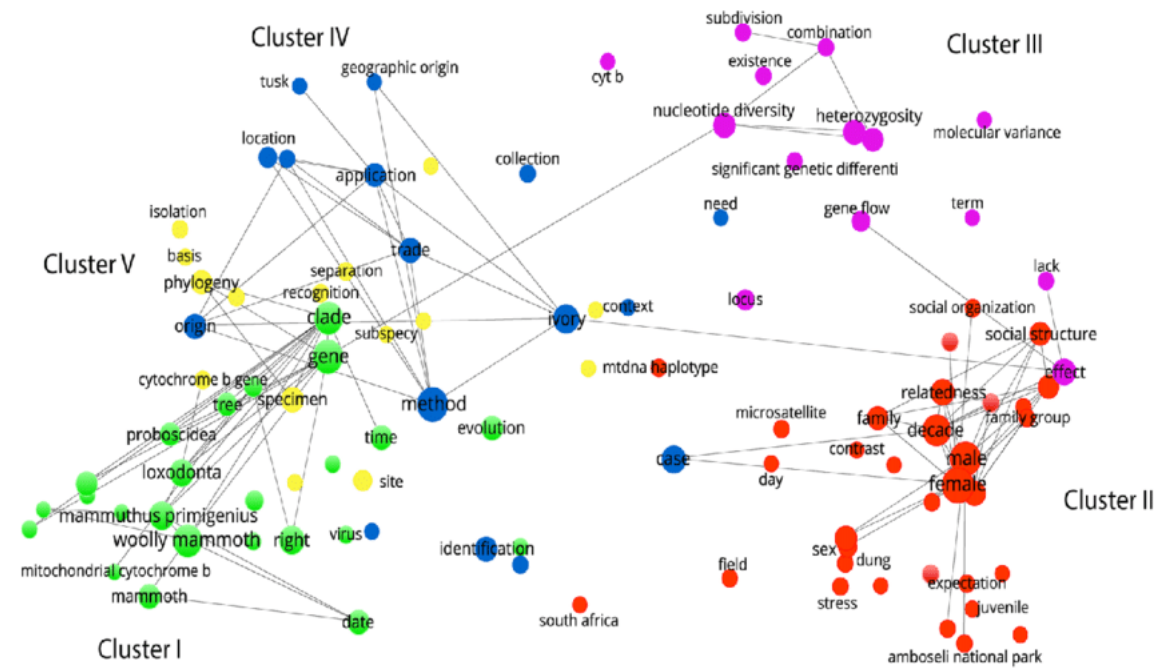 subdivision
Cluster IV
combination
Cluster III
geographic origin
existence
tusk
cyt b
nucleotide diversity
heterozygosity
molecular variance
location
collection
application
significant genetic differenti
need
gene flow
term
isolation
trade
basis
Cluster V
lack
separation
phylogeny
recognition
locus
context
social organization
clade
ivory
origin
subspecy
social structure
gene
mtdna haplotype
effect
cytochrome b gene
relatedness
specimen
method
tree
microsatellite
family
family group
evolution
decade
proboscidea
time
contrast
case
male
loxodonta
day
site
female
Cluster II
mammuthus primigenius
woolly mammoth
right
virus
identification
sex
dung
field
mitochondrial cytochrome b
expectation
mammoth
stress
juvenile
date
south africa
Cluster I
amboseli national park